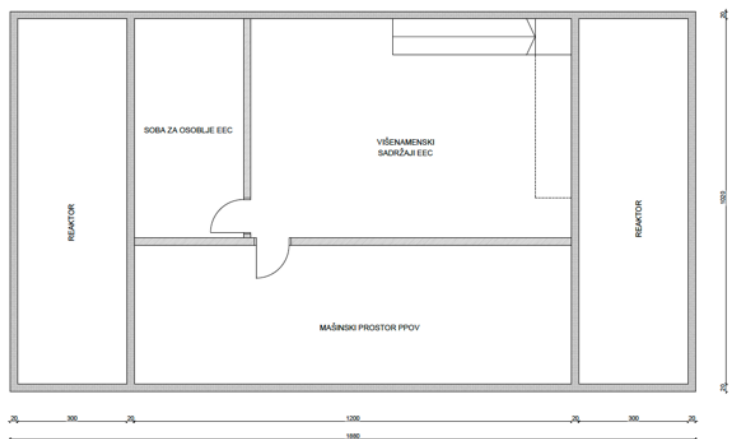 SOBA ZA OSOBLJE EEC
VIŠENAMENSKI
SADRŽAJI EEC
REAKTOR
REAKTOR
MAŠINSKI PROSTOR PPOV
20
1020
20
20 300 20 1200 20 300 20
1880